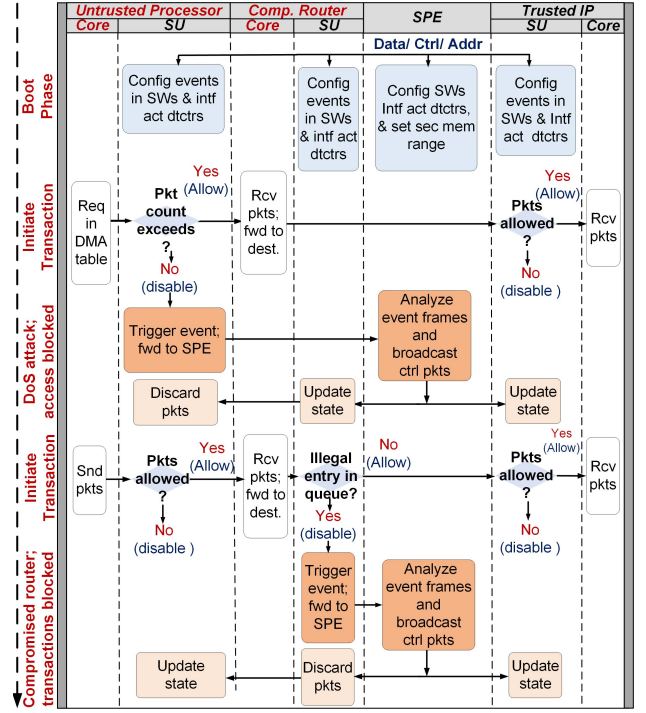 Untrusted Processor
Comp. Router
SPE
Trusted IP
Core
SU
Core
SU
SU
Core
Data/ Ctrl/ Addr
Boot
Phase
Config events
in SWs & intf
act dtctrs
Config
events
in SWs
& intf act
dtctrs
Config SWs
Intf act dtctrs,
& set sec mem
range
Config
events in
SWs & Intf
act dtctrs
Initiate
Transaction
Req
in
DMA
table
Pkt
count
exceeds
?
Yes
(Allow)
No
(disable)
Rcv
pkts;
fwd to
dest.
Pkts
allowed
?
Yes
(Allow)
No
(disable )
Rcv
pkts
DoS attack;
access blocked
Trigger event;
fwd to SPE
Analyze
event frames
and
broadcast
ctrl pkts
Discard
pkts
Update
state
Update
state
Initiate
Transaction
Snd
pkts
Pkts
allowed
?
Yes
(Allow)
No
(disable )
Rcv
pkts;
fwd to
dest.
Illegal
entry in
queue?
No
(Allow)
Yes
(disable)
Pkts
allowed
?
Yes
(Allow)
No
(disable )
Rcv
pkts
Compromised router;
transactions blocked
Trigger
event;
fwd to
SPE
Analyze
event frames
and
broadcast
ctrl pkts
Update
state
Discard
pkts
Update
state